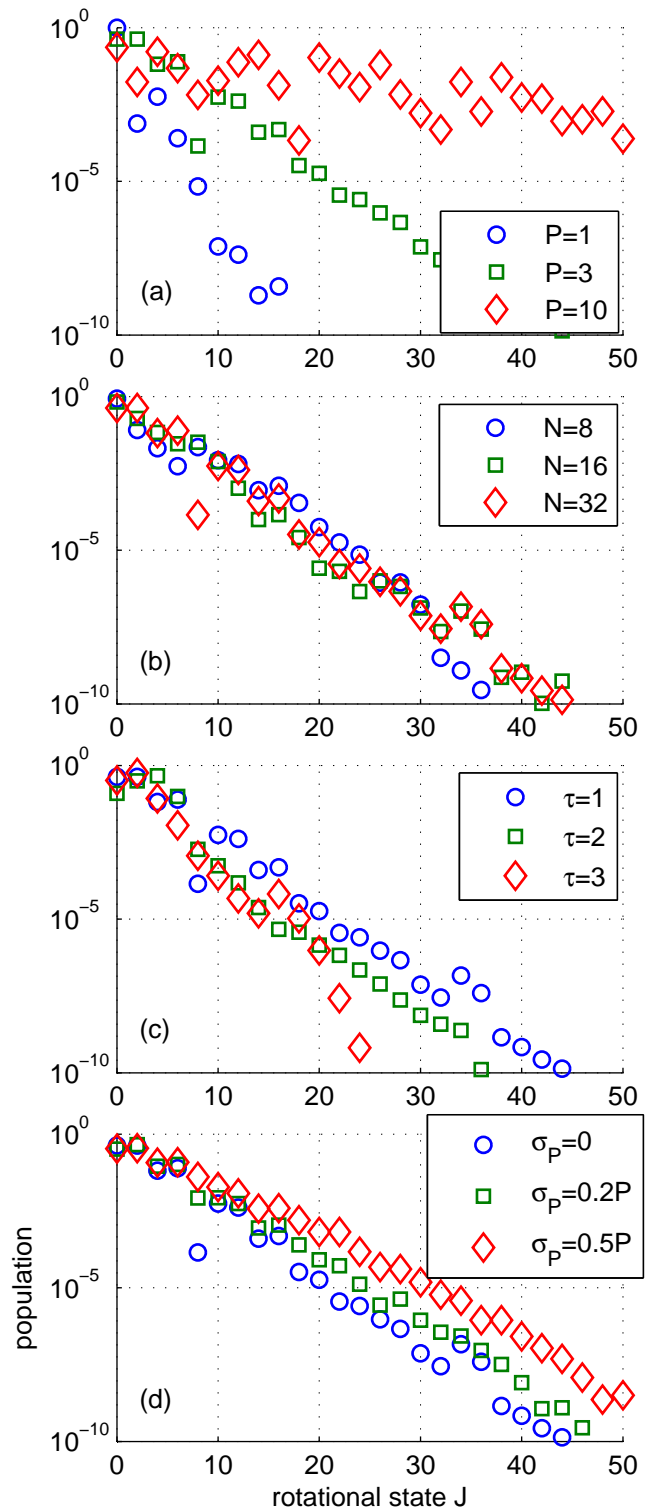 10^0
10^-5
10^-10
(a)
P=1
P=3
P=10
0 10 20 30 40 50
10^0
10^-5
10^-10
(b)
N=8
N=16
N=32
0 10 20 30 40 50
10^0
10^-5
10^-10
(c)
τ=1
τ=2
τ=3
0 10 20 30 40 50
10^0
10^-5
10^-10
population
(d)
σ_P=0
σ_P=0.2P
σ_P=0.5P
0 10 20 30 40 50
rotational state J